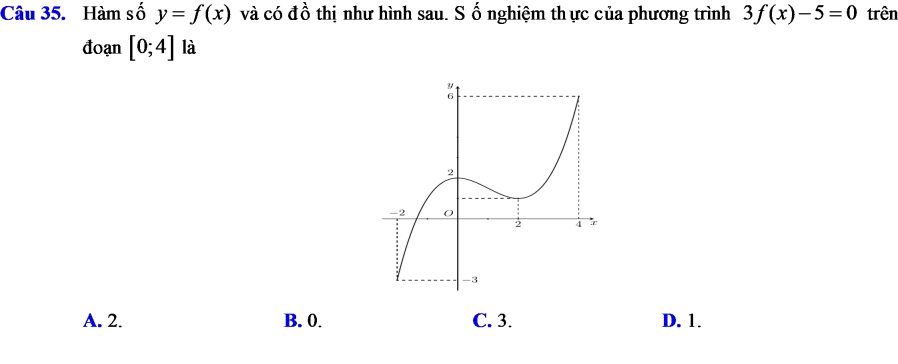 Câu 35. Hàm số y = f(x) và có đồ thị như hình sau. Số nghiệm thực của phương trình 3f(x)−5=0 trên
đoạn [0;4] là
y
6
2
−2
O
2
4
x
−3
A. 2. B. 0. C. 3. D. 1.